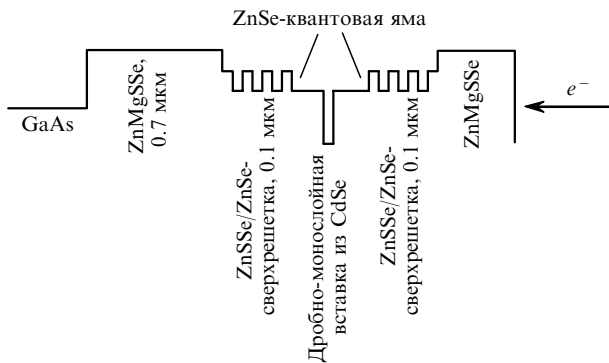 ZnSe-квантовая яма
GaAs
ZnMgSSe,
0.7 мкм
ZnSSe/ZnSe-
сверхрешетка, 0.1 мкм
Дробно-монослойная
вставка из CdSe
ZnSSe/ZnSe-
сверхрешетка, 0.1 мкм
ZnMgSSe
e⁻